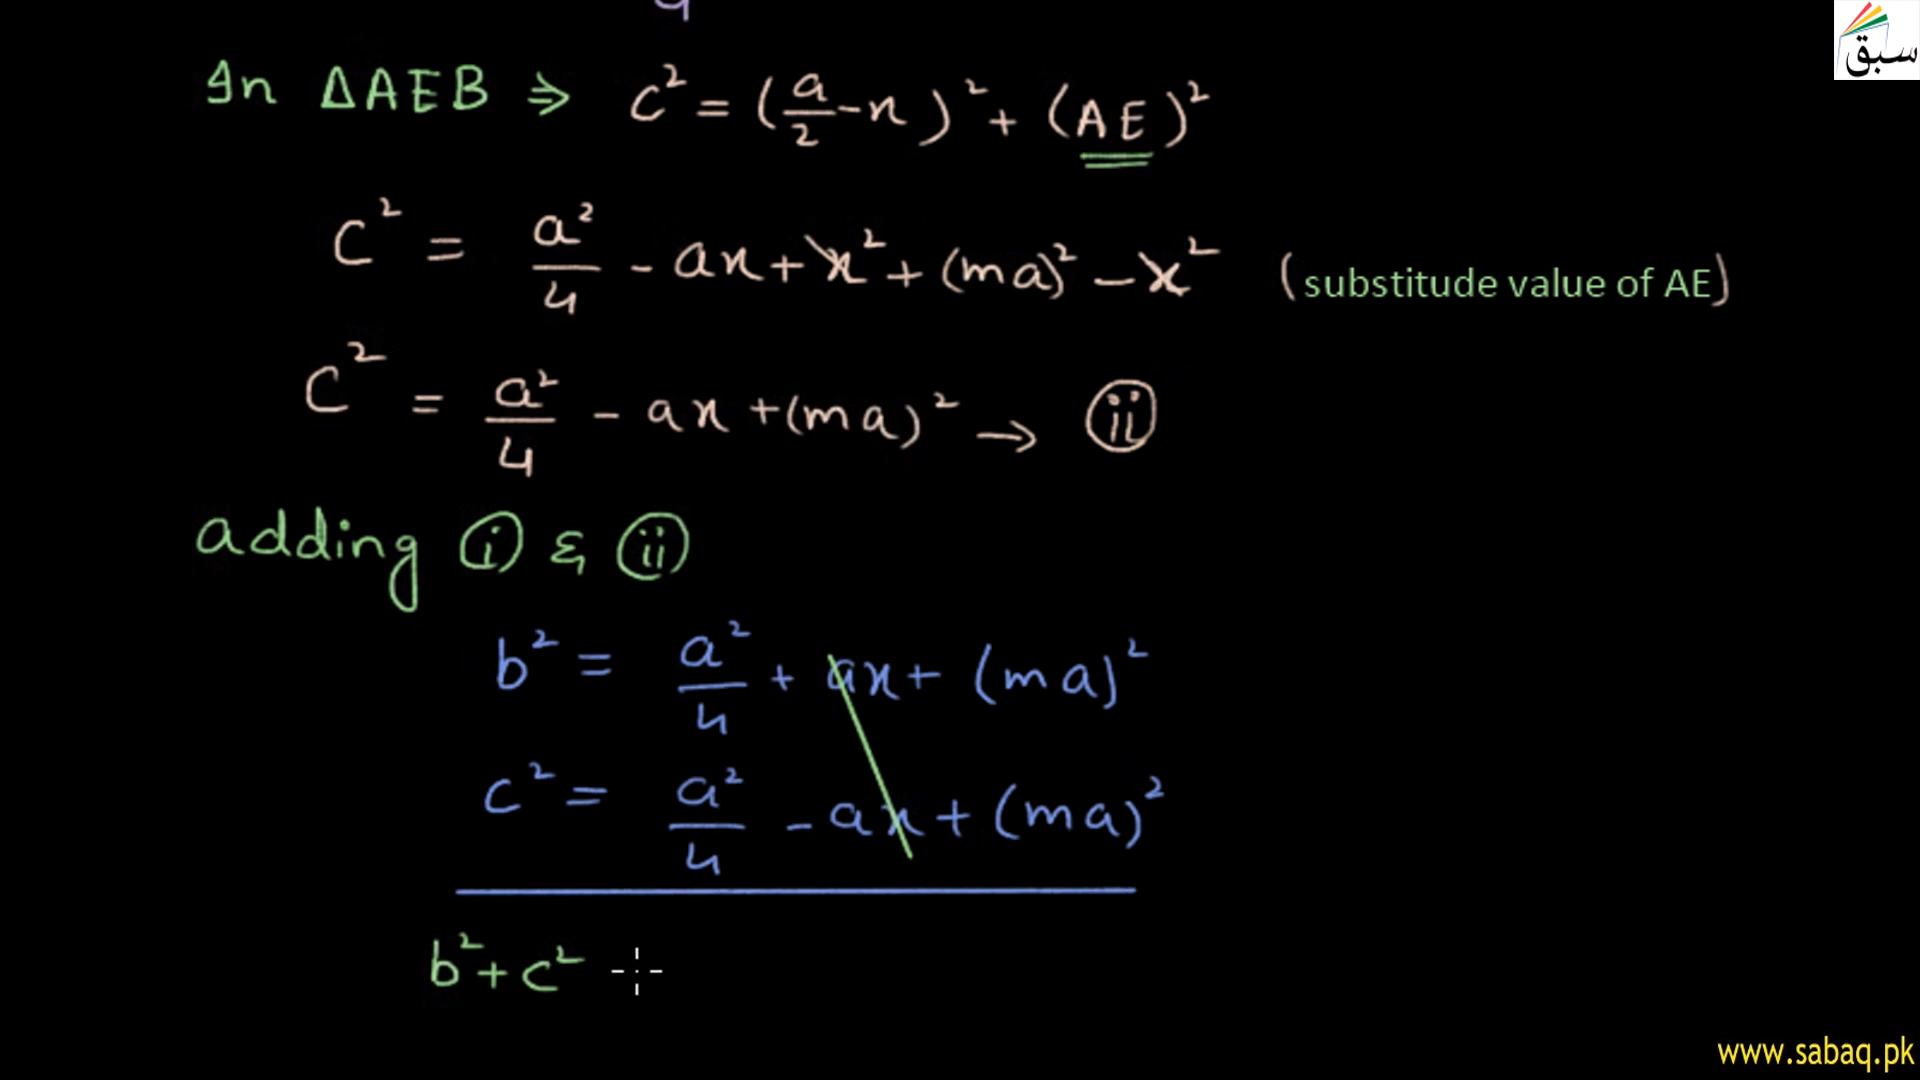 سبق
In ΔAEB ⇒ C² = (a/2 - x)² + (AE)²
C² = a²/4 - ax + x² + (ma)² - x² (substitude value of AE)
C² = a²/4 - ax + (ma)² → (ii)
adding (i) & (ii)
b² = a²/4 + ax + (ma)²
c² = a²/4 - ax + (ma)²
b² + c²
www.sabaq.pk